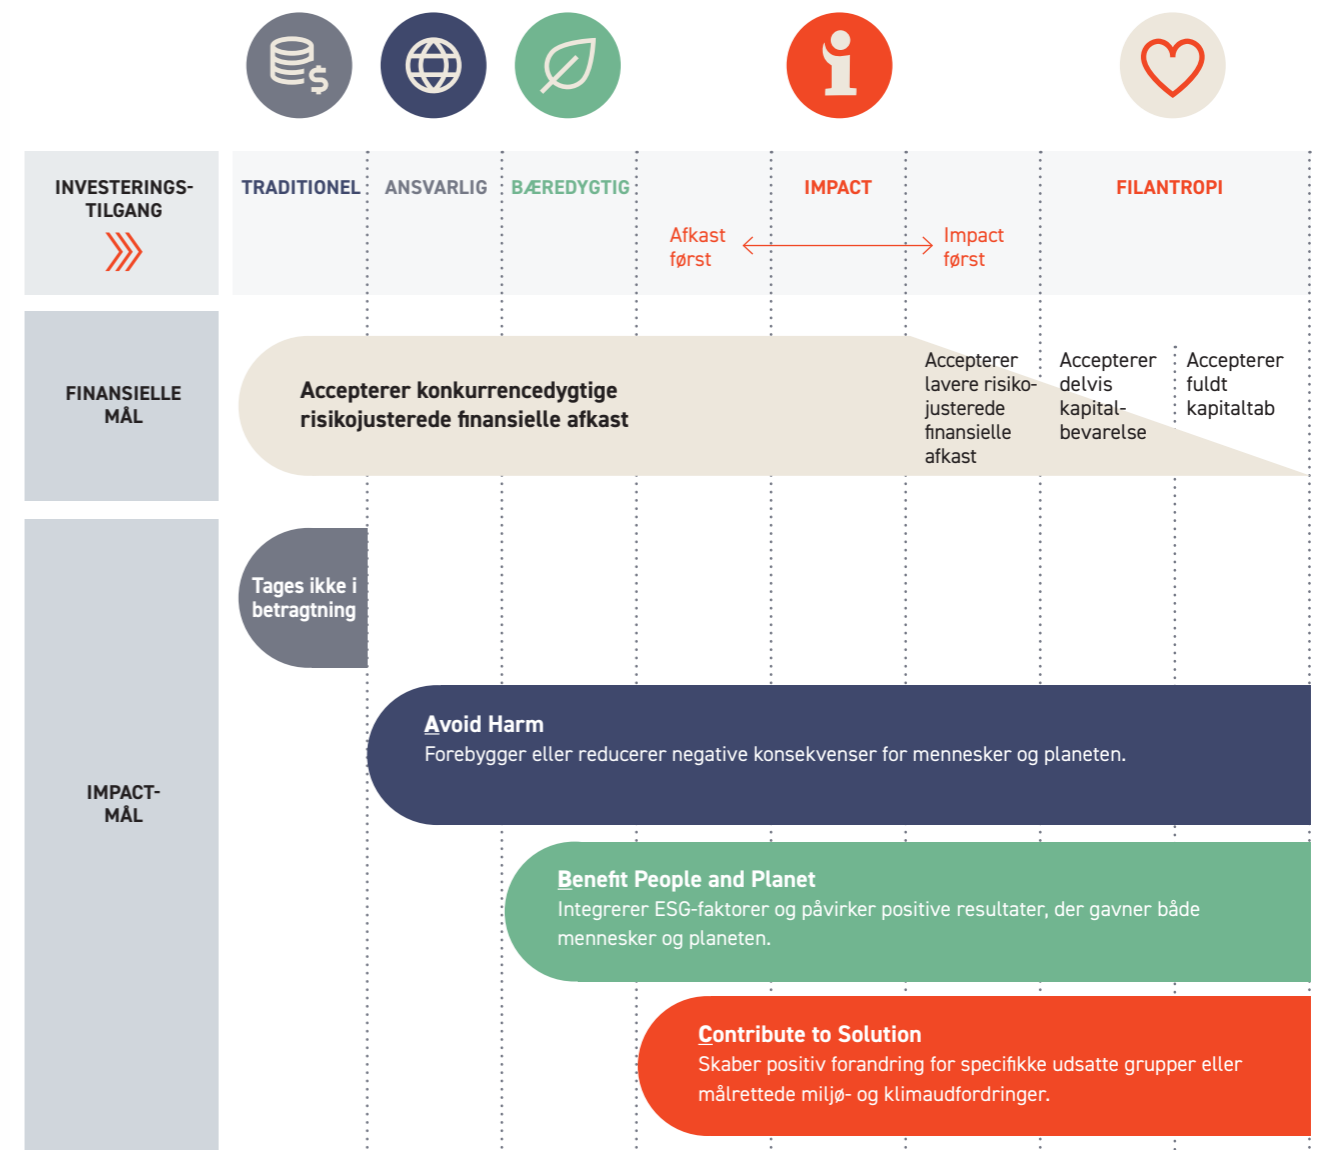 INVESTERINGS-
TILGANG
TRADITIONEL
ANSVARLIG
BÆREDYGTIG
IMPACT
FILANTROPI
Afkast
først
Impact
først
FINANSIELLE
MÅL
Accepterer konkurrencedygtige
risikojusterede finansielle afkast
Accepterer
lavere risiko-
justerede
finansielle
afkast
Accepterer
delvis
kapital-
bevarelse
Accepterer
fuldt
kapitaltab
IMPACT-
MÅL
Tages ikke i
betragtning
Avoid Harm
Forebygger eller reducerer negative konsekvenser for mennesker og planeten.
Benefit People and Planet
Integrerer ESG-faktorer og påvirker positive resultater, der gavner både
mennesker og planeten.
Contribute to Solution
Skaber positiv forandring for specifikke udsatte grupper eller
målrettede miljø- og klimaudfordringer.